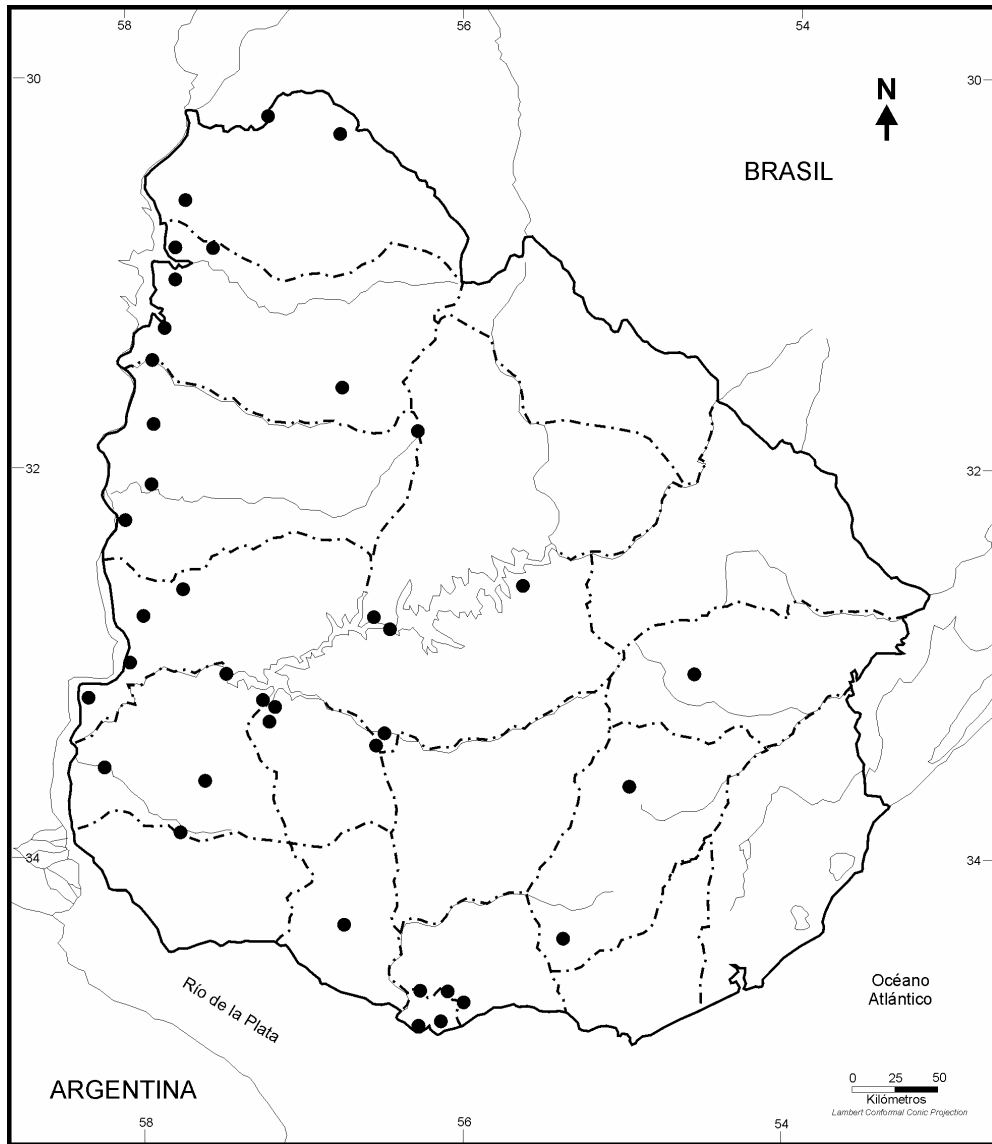 58
56
54
30
30
N
BRASIL
32
32
34
34
Río de la Plata
Océano
Atlántico
ARGENTINA
0 25 50
Kilómetros
Lambert Conformal Conic Projection
58
56
54